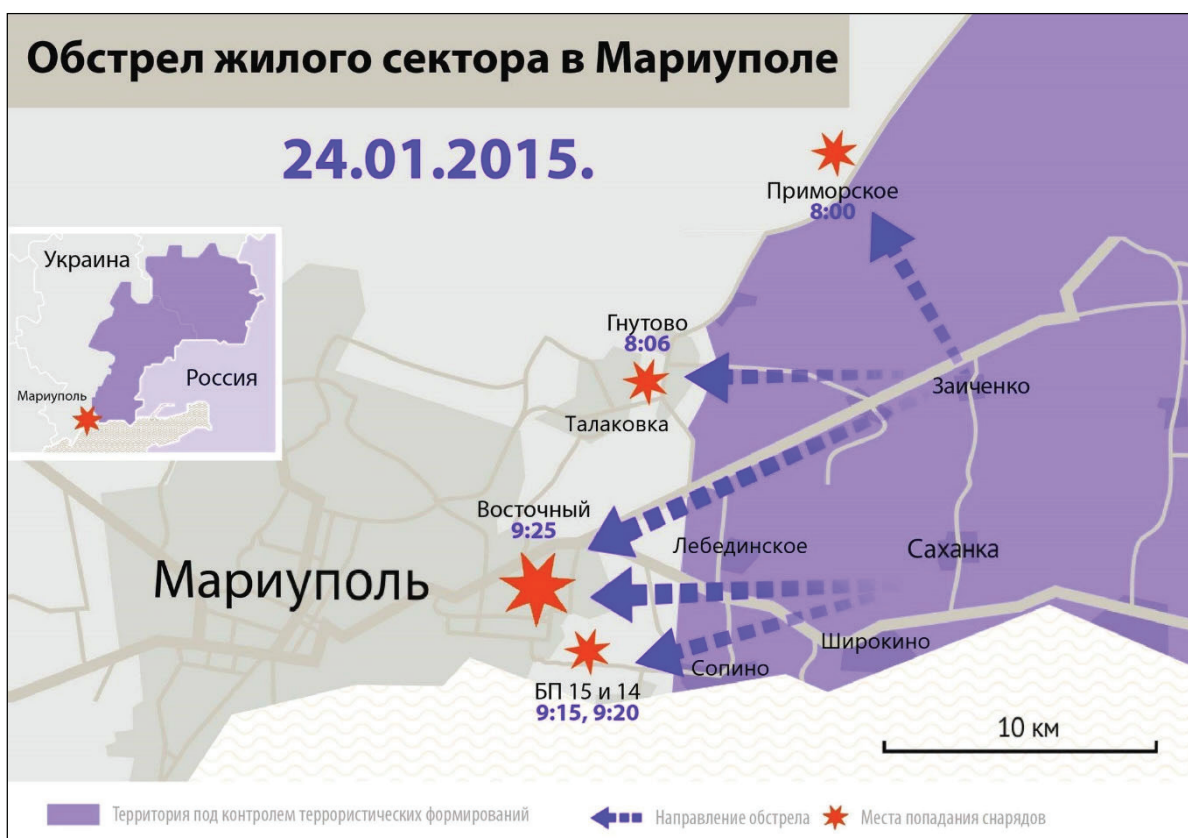 Обстрел жилого сектора в Мариуполе
24.01.2015.
Приморское
8:00
Украина
Россия
Мариуполь
Гнутово
8:06
Талаковка
Заиченко
Восточный
9:25
Лебединское
Саханка
Мариуполь
Широкино
Сопино
БП 15 и 14
9:15, 9:20
10 км
Территория под контролем террористических формирований
Направление обстрела
Места попадания снарядов